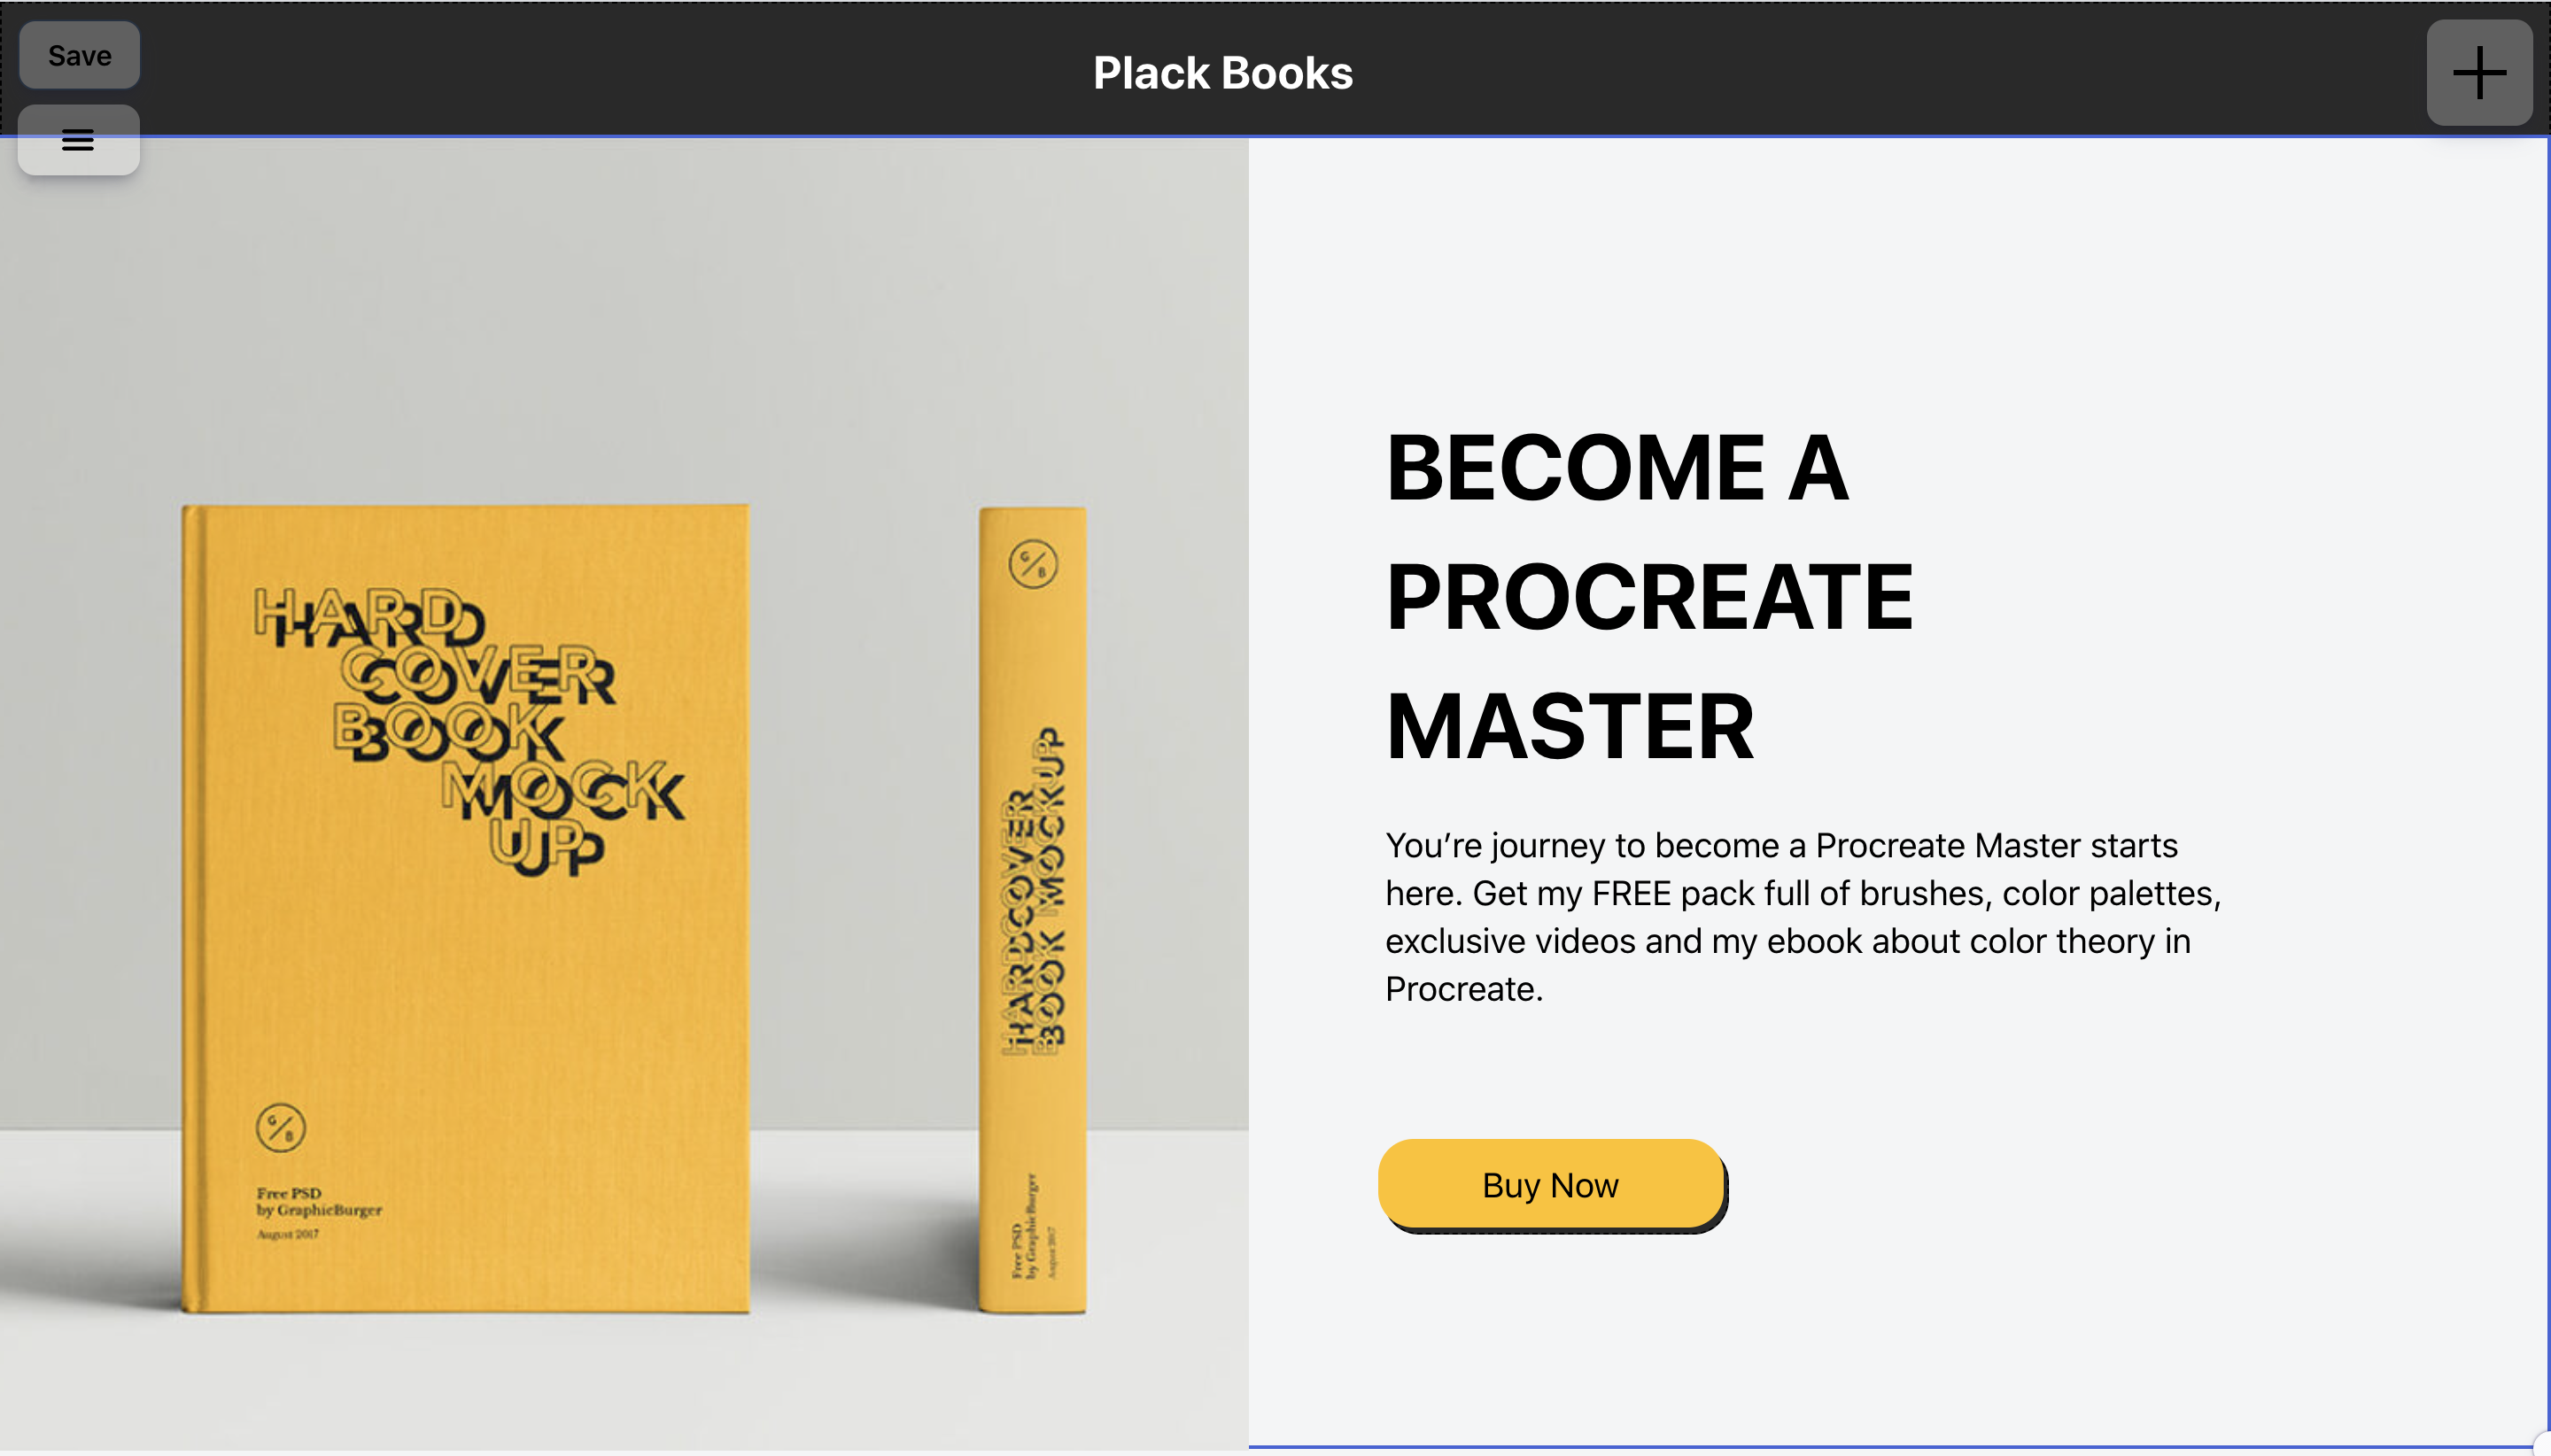 Save
Plack Books
HARD
COVER
BOOK
MOCK
UP
G/B
Free PSD
by GraphicBurger
August 2017
G/B
HARDCOVER
BOOK MOCKUP
Free PSD
by GraphicBurger
August 2017
BECOME A
PROCREATE
MASTER
You’re journey to become a Procreate Master starts
here. Get my FREE pack full of brushes, color palettes,
exclusive videos and my ebook about color theory in
Procreate.
Buy Now